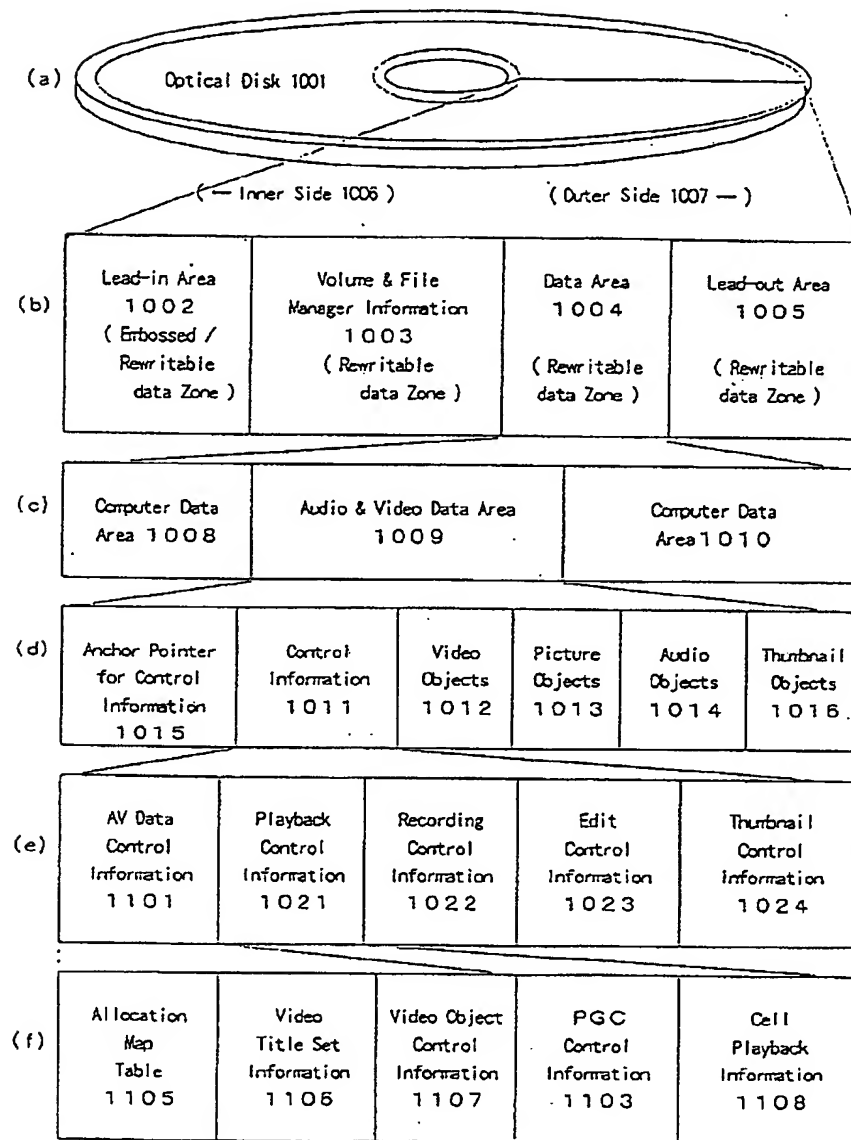 (a)
Optical Disk 1001
(— Inner Side 1006 )
( Outer Side 1007 — )
(b)
Lead-in Area
1002
( Embossed /
Rewritable
data Zone )
Volume & File
Manager Information
1003
( Rewritable
data Zone )
Data Area
1004
( Rewritable
data Zone )
Lead-out Area
1005
( Rewritable
data Zone )
(c)
Computer Data
Area 1008
Audio & Video Data Area
1009
Computer Data
Area 1010
(d)
Anchor Pointer
for Control
Information
1015
Control
Information
1011
Video
Objects
1012
Picture
Objects
1013
Audio
Objects
1014
Thumbnail
Objects
1016
(e)
AV Data
Control
Information
1101
Playback
Control
Information
1021
Recording
Control
Information
1022
Edit
Control
Information
1023
Thumbnail
Control
Information
1024
(f)
Allocation
Map
Table
1105
Video
Title Set
Information
1106
Video Object
Control
Information
1107
PGC
Control
Information
1103
Cell
Playback
Information
1108